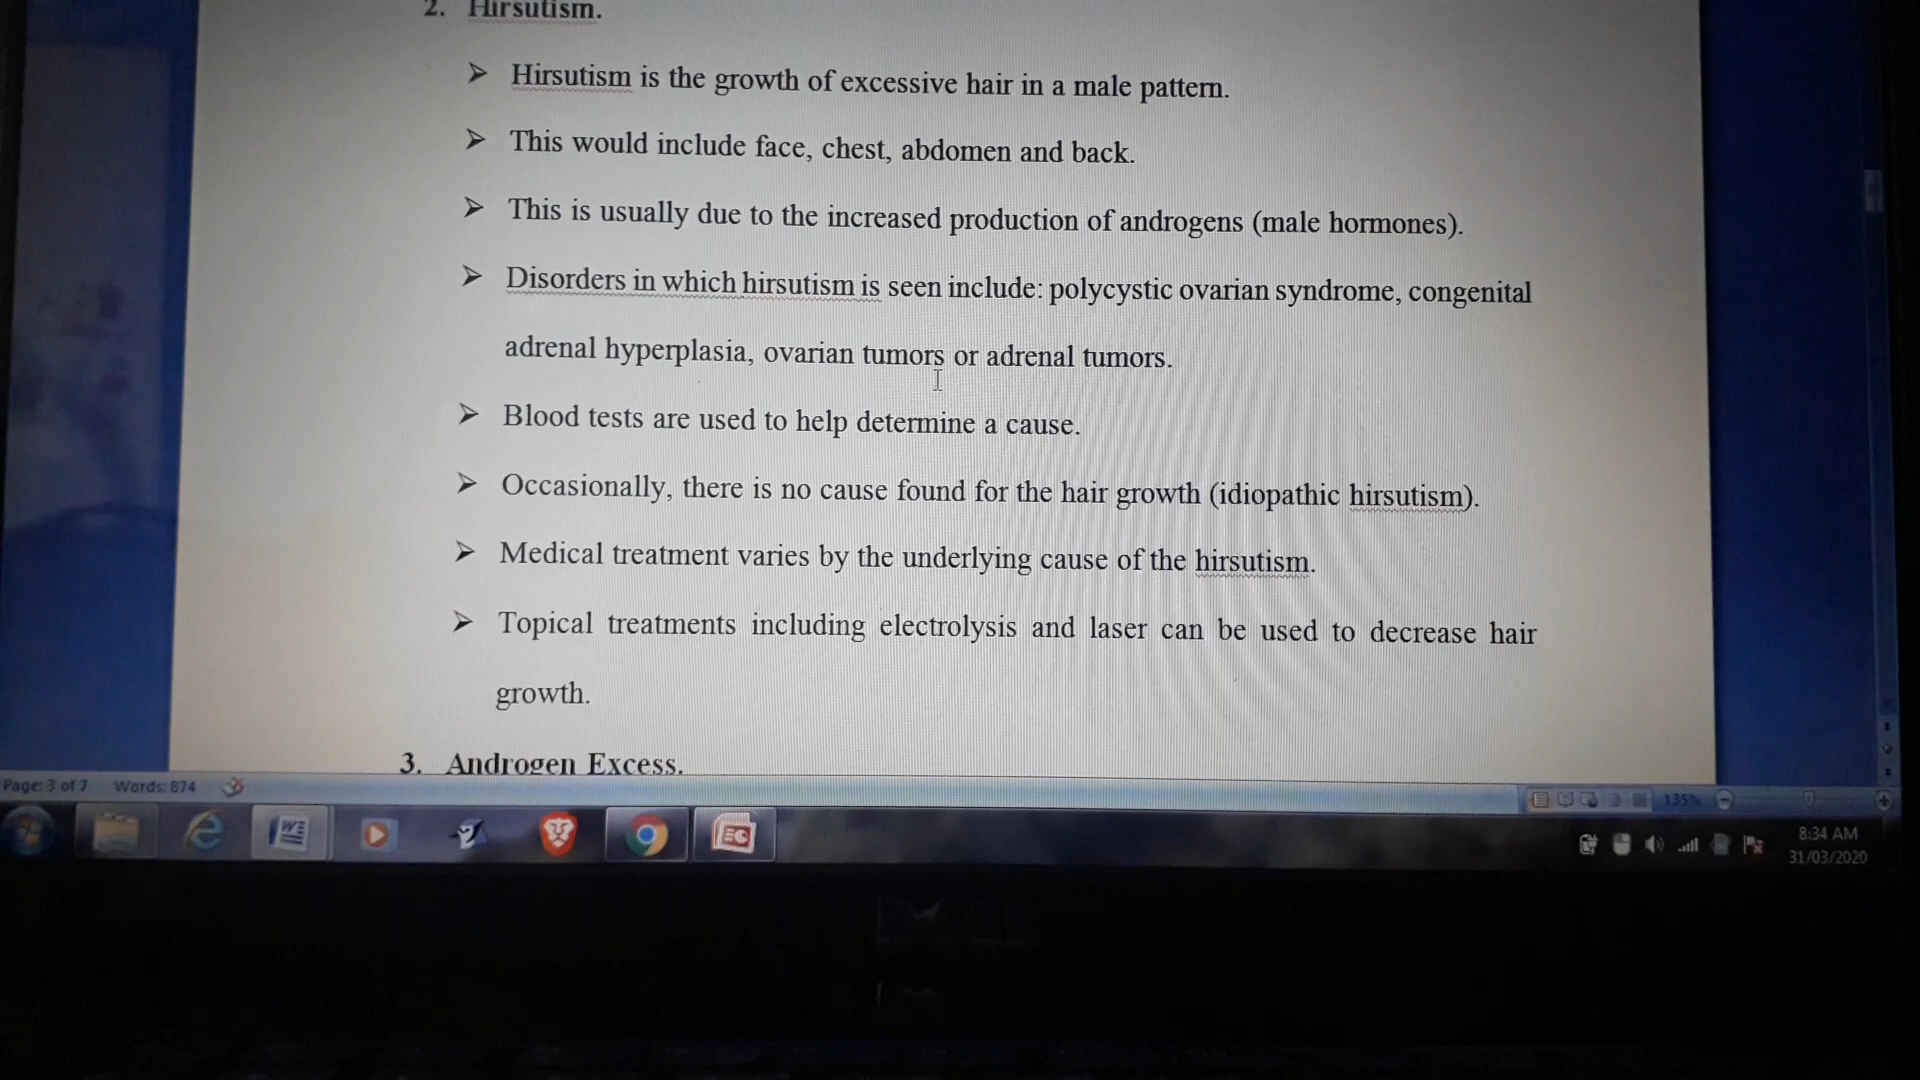 2. Hirsutism.
➤ Hirsutism is the growth of excessive hair in a male pattern.
➤ This would include face, chest, abdomen and back.
➤ This is usually due to the increased production of androgens (male hormones).
➤ Disorders in which hirsutism is seen include: polycystic ovarian syndrome, congenital
adrenal hyperplasia, ovarian tumors or adrenal tumors.
➤ Blood tests are used to help determine a cause.
➤ Occasionally, there is no cause found for the hair growth (idiopathic hirsutism).
➤ Medical treatment varies by the underlying cause of the hirsutism.
➤ Topical treatments including electrolysis and laser can be used to decrease hair
growth.
3. Androgen Excess.
Page: 3 of 7 Words: 874
135%
8:34 AM
31/03/2020